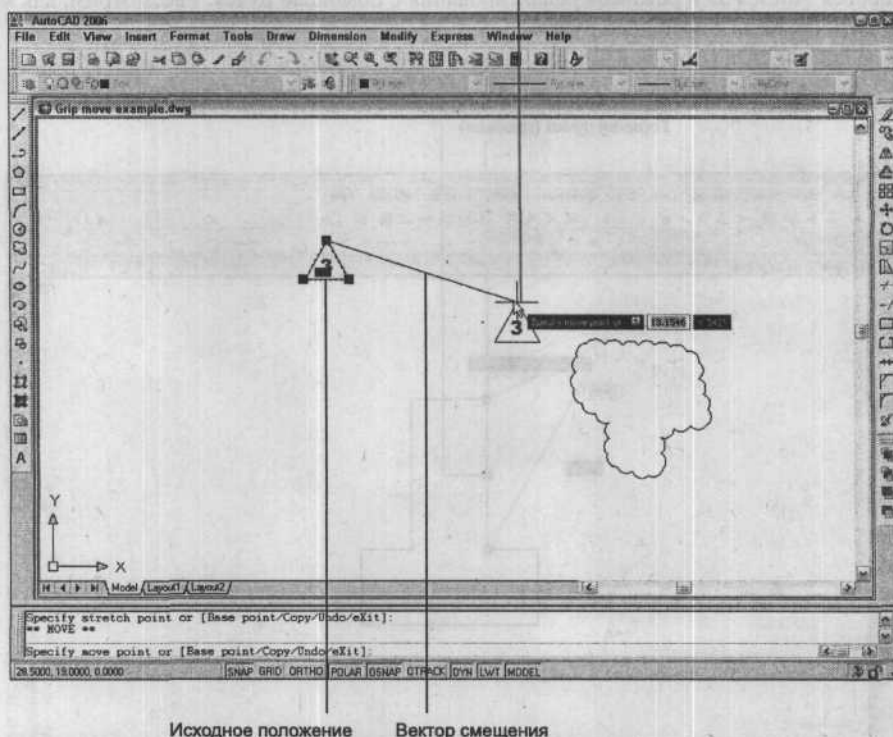 AutoCAD 2006
File Edit View Insert Format Tools Draw Dimension Modify Express Window Help
Grip move example.dwg
3
3
Y
X
A
Model Layout1 Layout2
Specify stretch point or [Base point/Copy/Undo/eXit]:
** MOVE **
Specify move point or [Base point/Copy/Undo/eXit]:
28.5000, 19.0000, 0.0000 SNAP GRID ORTHO POLAR OSNAP OTRACK DYN LWT MODEL
Исходное положение Вектор смещения